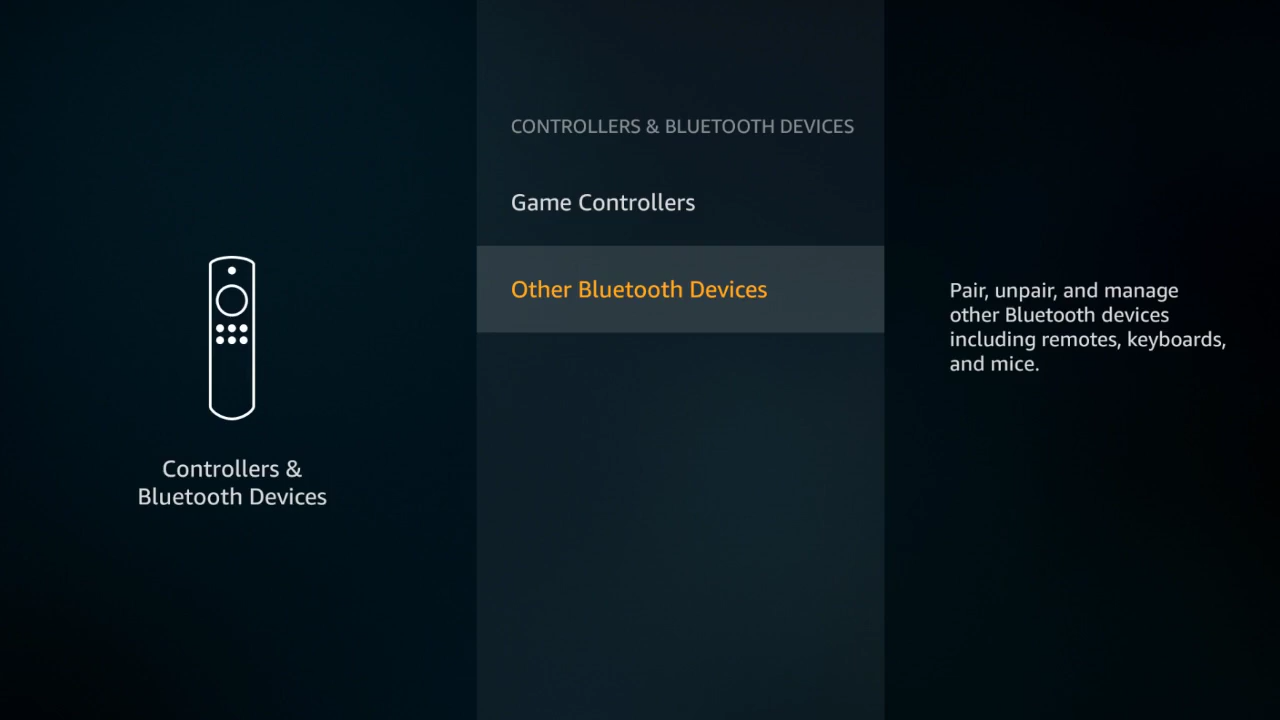 CONTROLLERS & BLUETOOTH DEVICES
Game Controllers
Other Bluetooth Devices
Pair, unpair, and manage
other Bluetooth devices
including remotes, keyboards,
and mice.
Controllers &
Bluetooth Devices